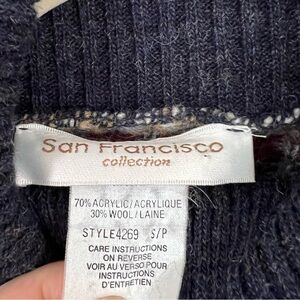 San Francisco
collection
70% ACRYLIC/ACRYLIQUE
30% WOOL/LAINE
STYLE4269 S/P
CARE INSTRUCTIONS
ON REVERSE
VOIR AU VERSO POUR
INSTRUCTIONS
D'ENTRETIEN